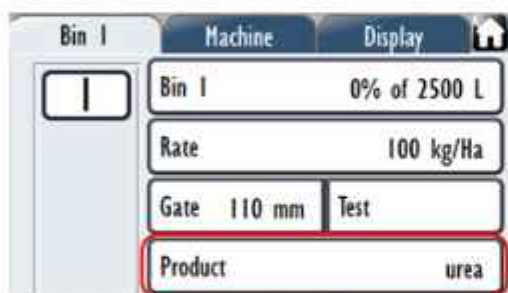 Bin 1 Machine Display
1
Bin 1 0% of 2500 L
Rate 100 kg/Ha
Gate 110 mm Test
Product urea